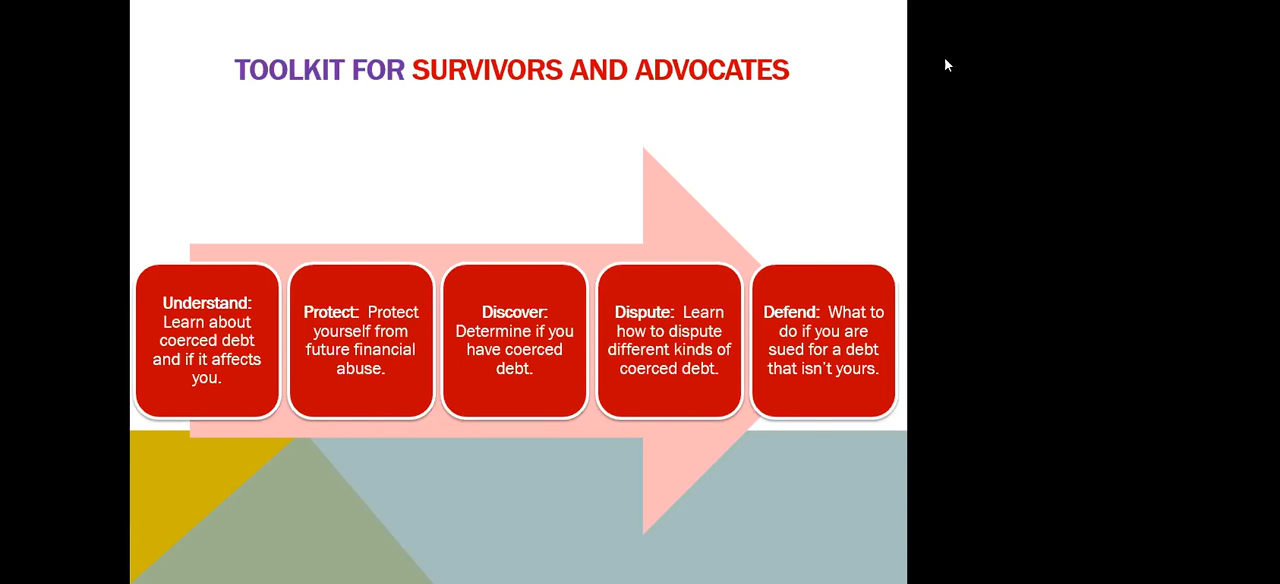 TOOLKIT FOR SURVIVORS AND ADVOCATES
Understand:
Learn about
coerced debt
and if it affects
you.
Protect:  Protect
yourself from
future financial
abuse.
Discover:
Determine if you
have coerced
debt.
Dispute:  Learn
how to dispute
different kinds of
coerced debt.
Defend:  What to
do if you are
sued for a debt
that isn’t yours.